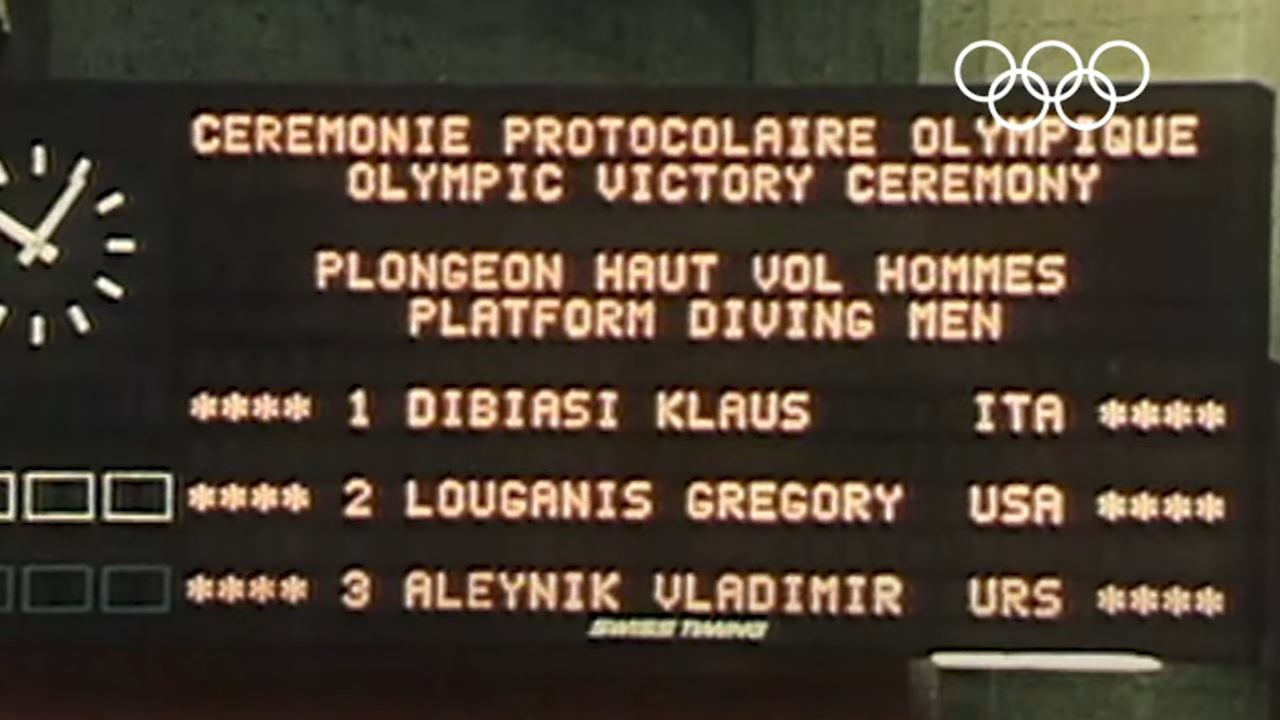 CEREMONIE PROTOCOLAIRE OLYMPIQUE
OLYMPIC VICTORY CEREMONY
PLONGEON HAUT VOL HOMMES
PLATFORM DIVING MEN
**** 1 DIBIASI KLAUS ITA ****
**** 2 LOUGANIS GREGORY USA ****
**** 3 ALEYNIK VLADIMIR URS ****
SWISS TIMING